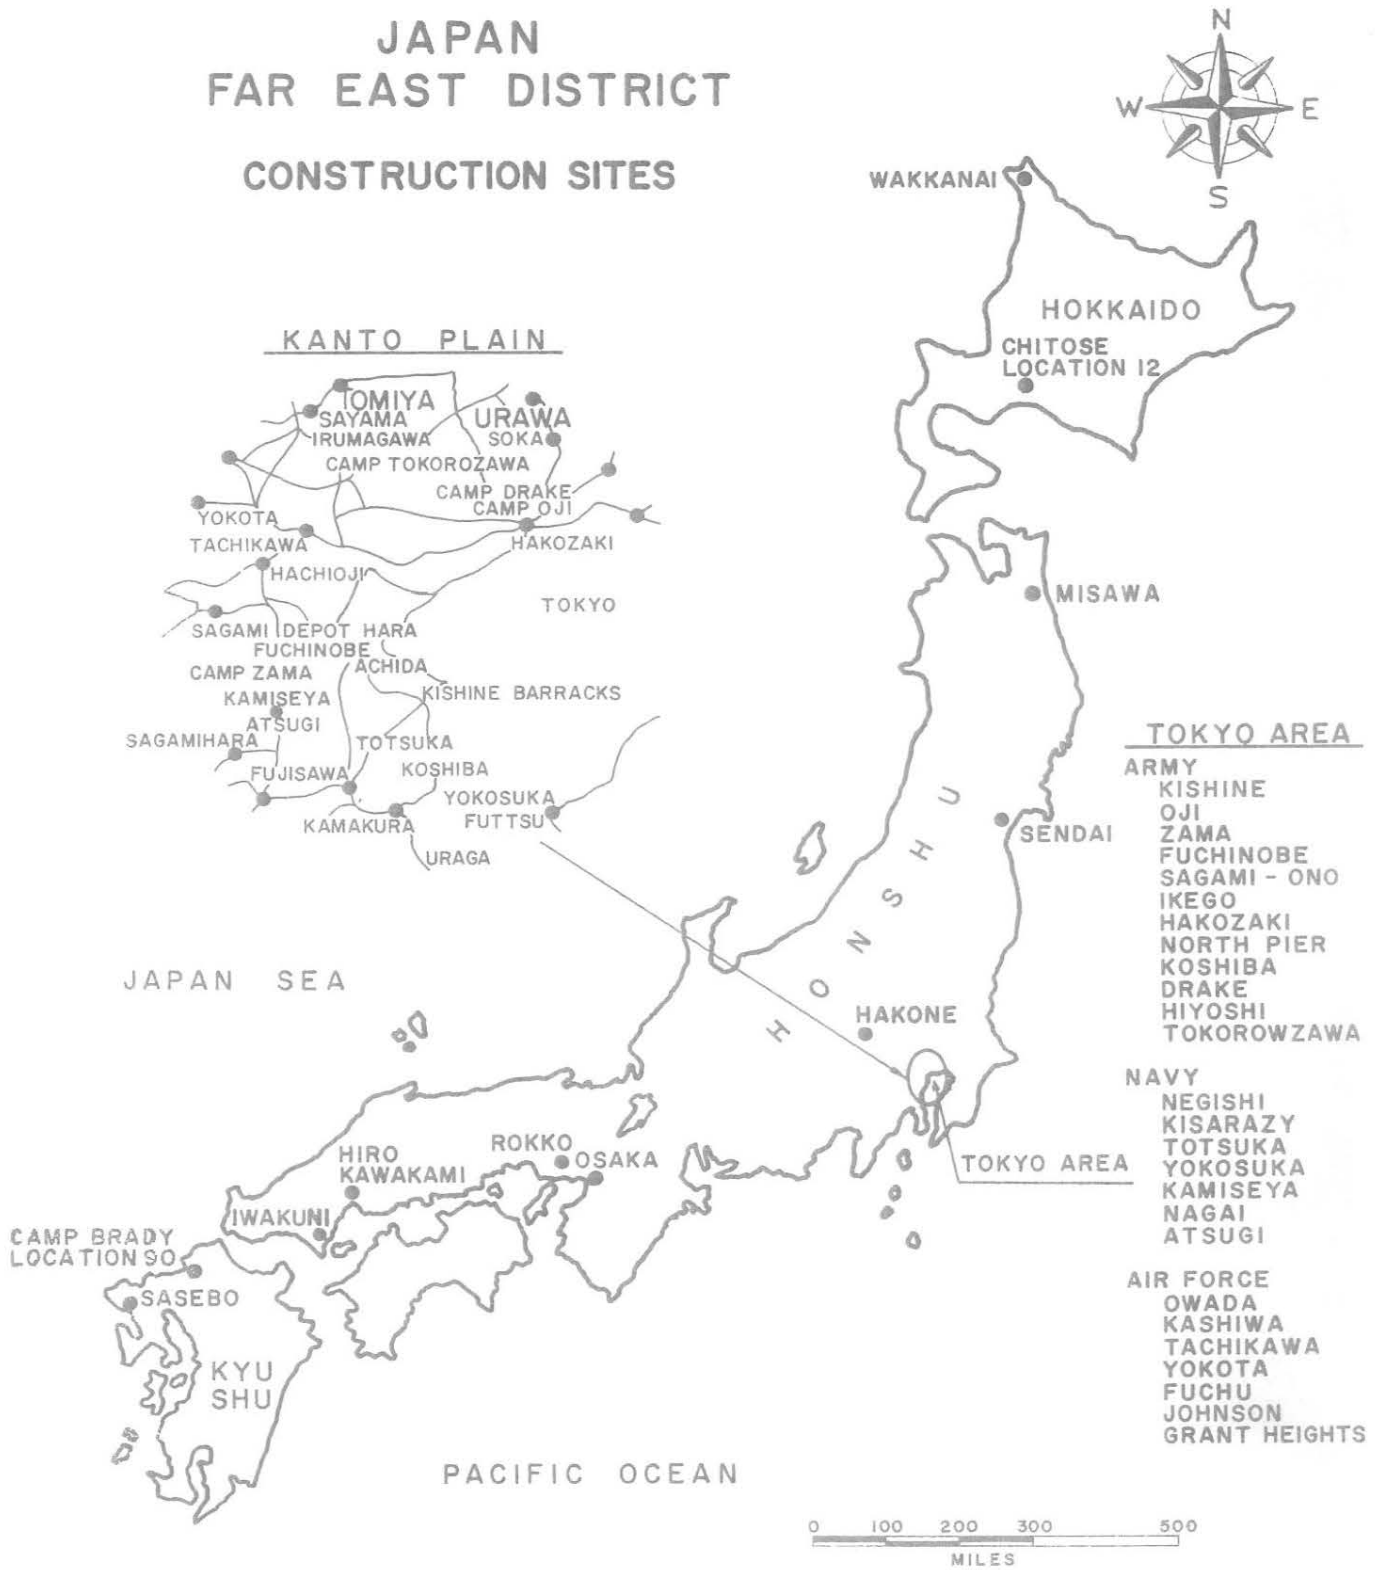 JAPAN
FAR EAST DISTRICT
CONSTRUCTION SITES
N
W
E
S
WAKKANAI
HOKKAIDO
CHITOSE
LOCATION 12
KANTO PLAIN
TOMIYA
SAYAMA
URAWA
IRUMAGAWA
SOKA
CAMP TOKOROZAWA
CAMP DRAKE
CAMP OJI
YOKOTA
TACHIKAWA
HAKOZAKI
HACHIOJI
TOKYO
SAGAMI DEPOT HARA
FUCHINOBE
ACHIDA
CAMP ZAMA
KAMISEYA
KISHINE BARRACKS
ATSUGI
SAGAMIHARA
TOTSUKA
FUJISAWA
KOSHIBA
YOKOSUKA
KAMAKURA
FUTTSU
URAGA
MISAWA
SENDAI
HONSHU
HAKONE
JAPAN SEA
TOKYO AREA
ROKKO
OSAKA
HIRO
KAWAKAMI
IWAKUNI
CAMP BRADY
LOCATION 90
SASEBO
KYU
SHU
PACIFIC OCEAN
TOKYO AREA
ARMY
KISHINE
OJI
ZAMA
FUCHINOBE
SAGAMI - ONO
IKEGO
HAKOZAKI
NORTH PIER
KOSHIBA
DRAKE
HIYOSHI
TOKOROWZAWA
NAVY
NEGISHI
KISARAZY
TOTSUKA
YOKOSUKA
KAMISEYA
NAGAI
ATSUGI
AIR FORCE
OWADA
KASHIWA
TACHIKAWA
YOKOTA
FUCHU
JOHNSON
GRANT HEIGHTS
0 100 200 300 500
MILES